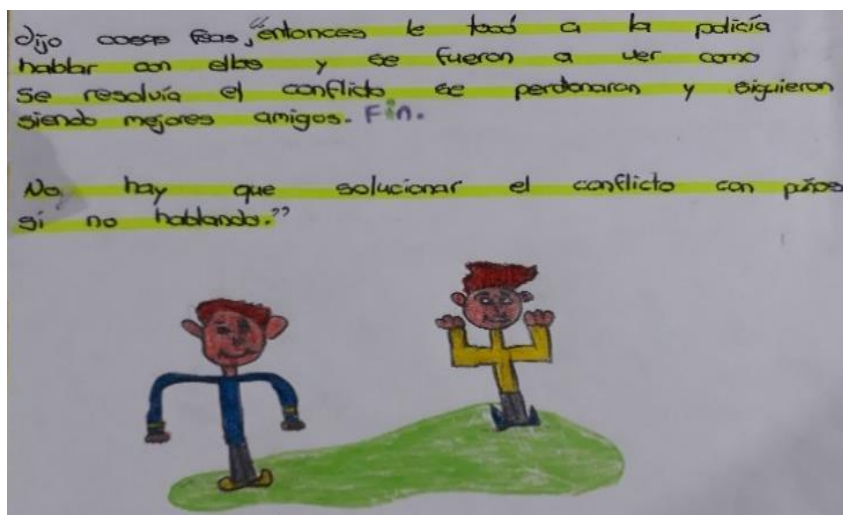 dijo cosas feas, "entonces le tocó a la policía
hablar con ellos y se fueron a ver como
se resolvía el conflicto se perdonaron y siguieron
siendo mejores amigos. Fin.
No hay que solucionar el conflicto con puños
si no hablando."